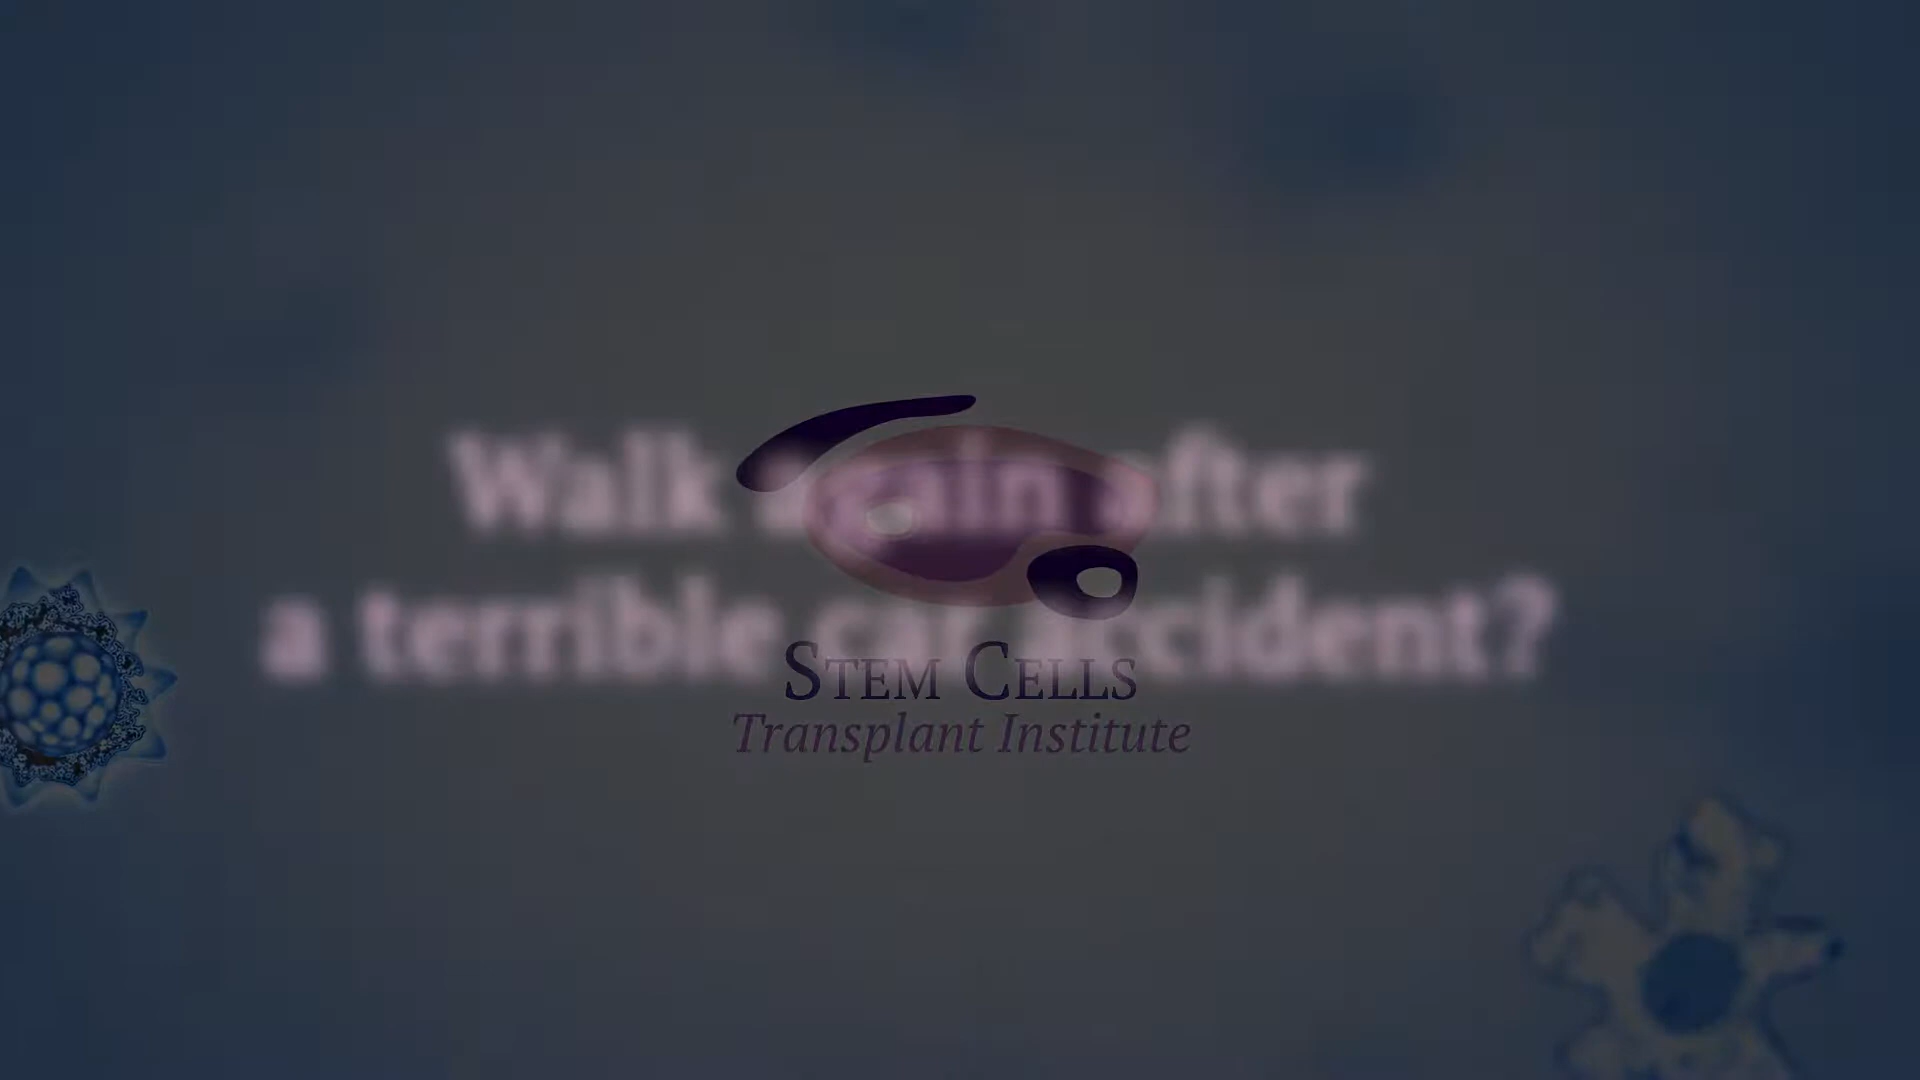 Walk again after
a terrible car accident?
STEM CELLS
Transplant Institute